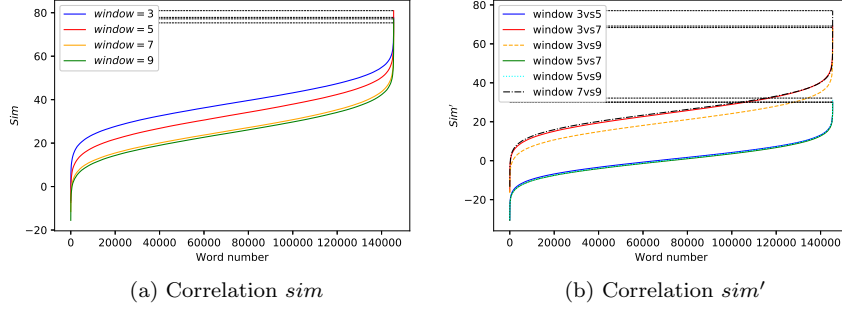 80
60
40
20
0
−20
Sim
window = 3
window = 5
window = 7
window = 9
0 20000 40000 60000 80000 100000 120000 140000
Word number
(a) Correlation sim
80
60
40
20
0
−20
Sim′
window 3vs5
window 3vs7
window 3vs9
window 5vs7
window 5vs9
window 7vs9
0 20000 40000 60000 80000 100000 120000 140000
Word number
(b) Correlation sim′